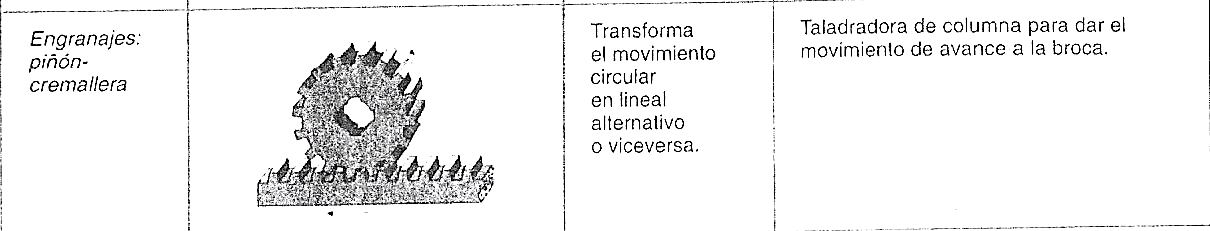 Engranajes:
piñón-
cremallera
Transforma
el movimiento
circular
en lineal
alternativo
o viceversa.
Taladradora de columna para dar el
movimiento de avance a la broca.